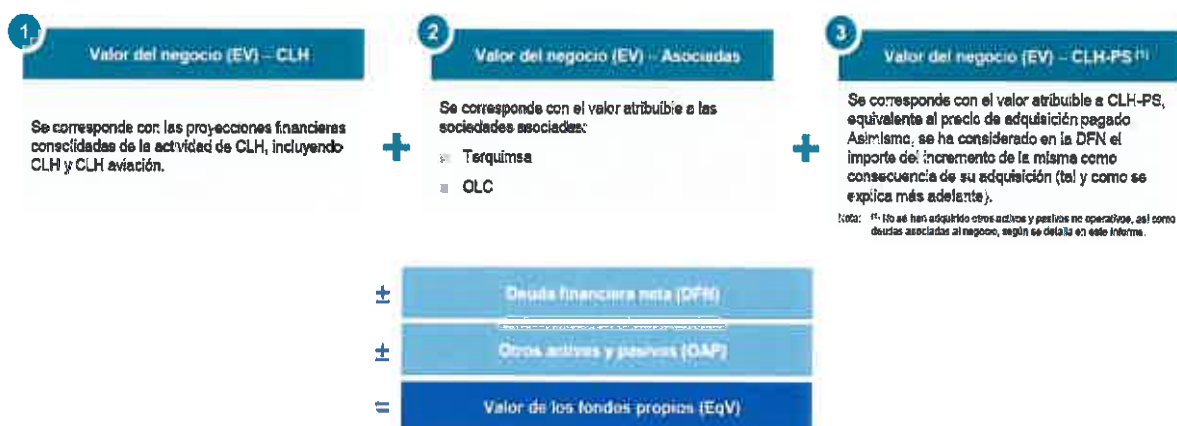 1
Valor del negocio (EV) – CLH
Se corresponde con las proyecciones financieras
consolidadas de la actividad de CLH, incluyendo
CLH y CLH aviación.
+
2
Valor del negocio (EV) – Asociadas
Se corresponde con el valor atribuible a las
sociedades asociadas:
Terquimsa
OLC
+
3
Valor del negocio (EV) – CLH-PS (1)
Se corresponde con el valor atribuible a CLH-PS,
equivalente al precio de adquisición pagado
Asimismo, se ha considerado en la DFN el
importe del incremento de la misma como
consecuencia de su adquisición (tal y como se
explica más adelante).
Nota: (1) No se han adquirido otros activos y pasivos no operativos, así como
deudas asociadas al negocio, según se detalla en este informe.
± Deuda financiera neta (DFN)
± Otros activos y pasivos (OAP)
= Valor de los fondos propios (EqV)